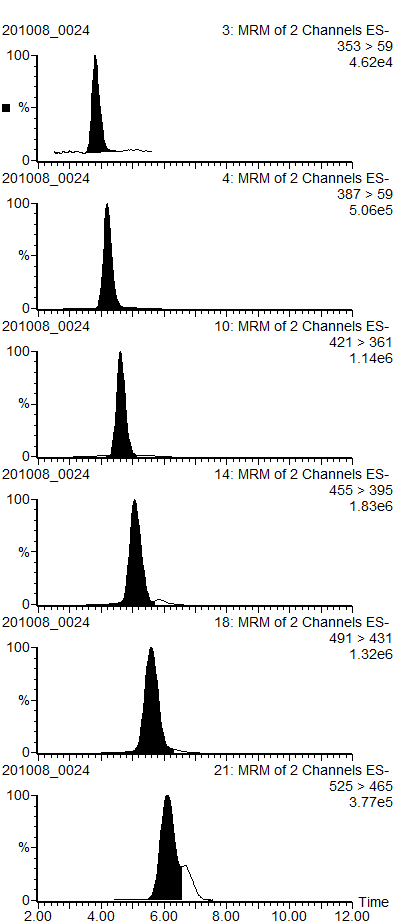 201008_0024 3: MRM of 2 Channels ES-
353 > 59
4.62e4
100
%
0
201008_0024 4: MRM of 2 Channels ES-
387 > 59
5.06e5
100
%
0
201008_0024 10: MRM of 2 Channels ES-
421 > 361
1.14e6
100
%
0
201008_0024 14: MRM of 2 Channels ES-
455 > 395
1.83e6
100
%
0
201008_0024 18: MRM of 2 Channels ES-
491 > 431
1.32e6
100
%
0
201008_0024 21: MRM of 2 Channels ES-
525 > 465
3.77e5
100
%
0
Time
2.00 4.00 6.00 8.00 10.00 12.00